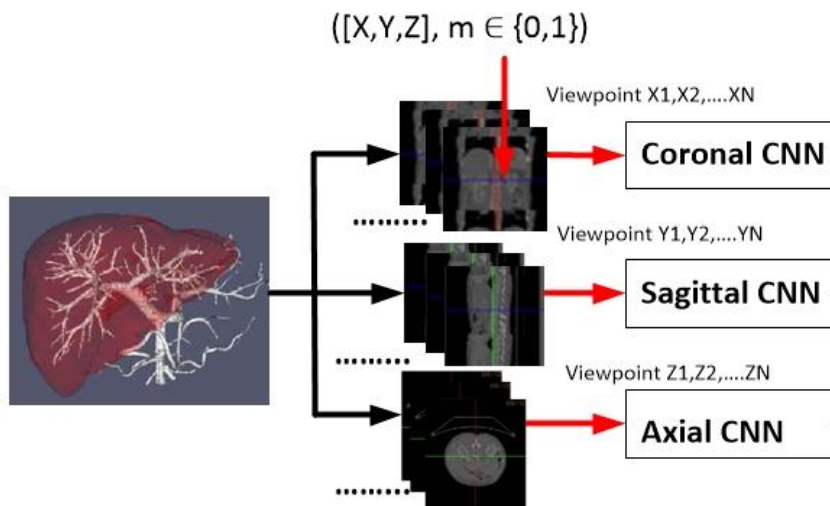 ([X,Y,Z], m ∈ {0,1})
Viewpoint X1,X2,....XN
Coronal CNN
Viewpoint Y1,Y2,....YN
Sagittal CNN
Viewpoint Z1,Z2,....ZN
Axial CNN